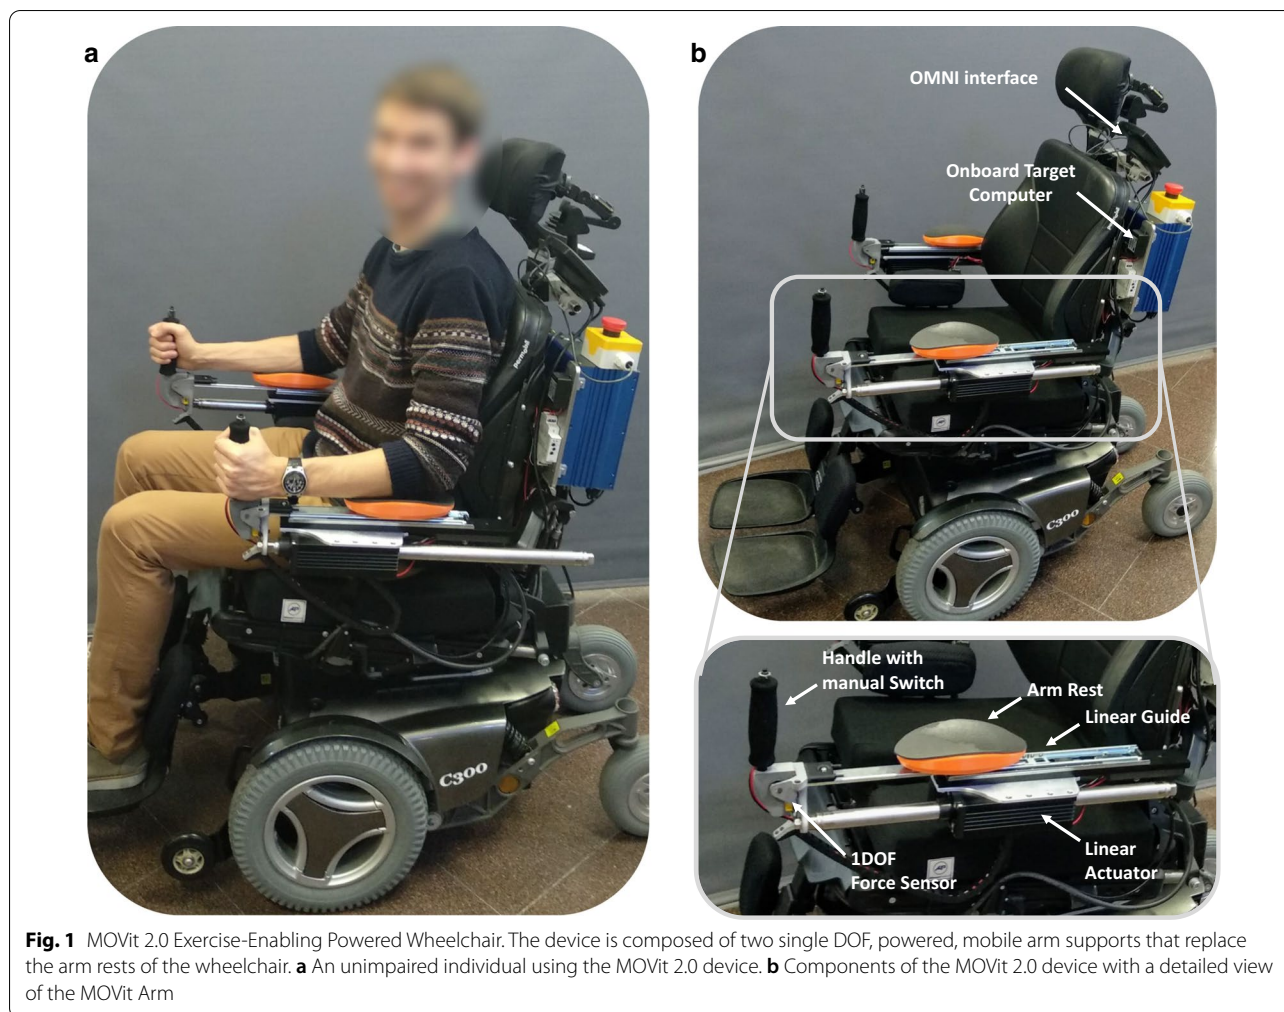 a
b
OMNI interface
Onboard Target
Computer
permobil
C300
C300
Handle with
manual Switch
Arm Rest
Linear Guide
1DOF
Force Sensor
Linear
Actuator
Fig. 1 MOVit 2.0 Exercise-Enabling Powered Wheelchair. The device is composed of two single DOF, powered, mobile arm supports that replace
the arm rests of the wheelchair. a An unimpaired individual using the MOVit 2.0 device. b Components of the MOVit 2.0 device with a detailed view
of the MOVit Arm